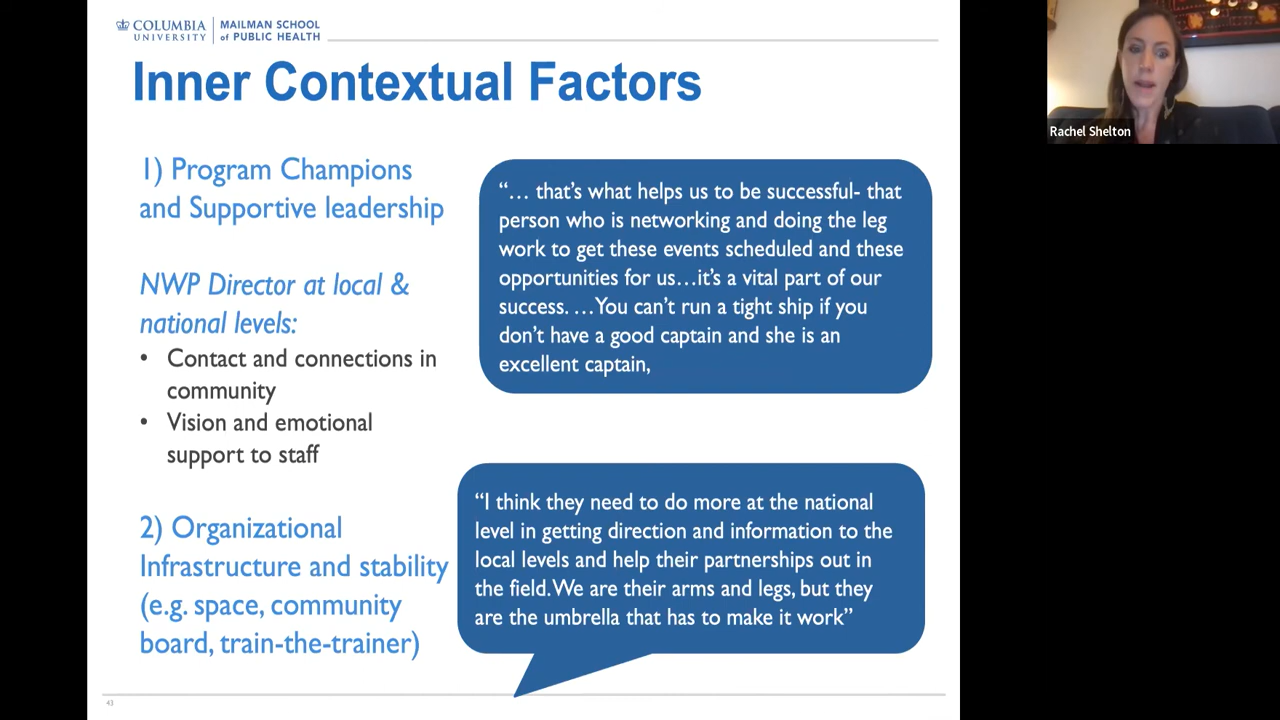 COLUMBIA UNIVERSITY
MAILMAN SCHOOL of PUBLIC HEALTH
Inner Contextual Factors
1) Program Champions
and Supportive leadership
NWP Director at local &
national levels:
• Contact and connections in
community
• Vision and emotional
support to staff
2) Organizational
Infrastructure and stability
(e.g. space, community
board, train-the-trainer)
“… that’s what helps us to be successful- that
person who is networking and doing the leg
work to get these events scheduled and these
opportunities for us…it’s a vital part of our
success. …You can’t run a tight ship if you
don’t have a good captain and she is an
excellent captain,
“I think they need to do more at the national
level in getting direction and information to the
local levels and help their partnerships out in
the field. We are their arms and legs, but they
are the umbrella that has to make it work”
43
Rachel Shelton